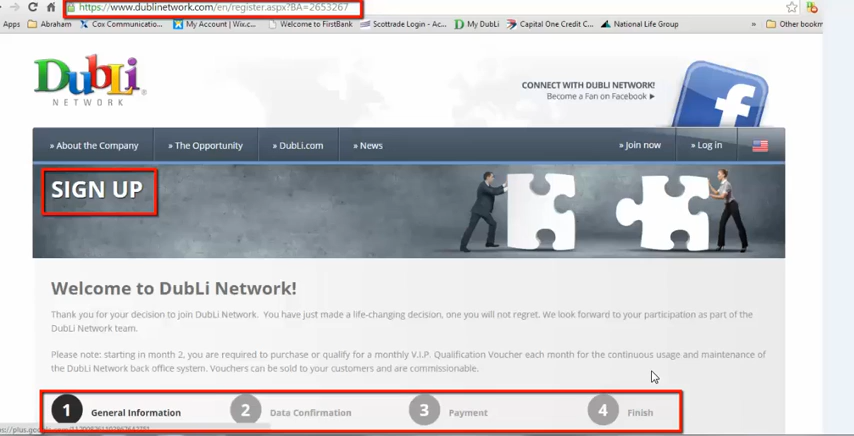 https://www.dublinetwork.com/en/register.aspx?BA=2653267
Apps Abraham Cox Communicatio... My Account | Wix.c... Welcome to FirstBank Scottrade Login - Ac... My DubLi Capital One Credit C... National Life Group » Other bookm
DubLi
NETWORK
CONNECT WITH DUBLI NETWORK!
Become a Fan on Facebook ▸
f
» About the Company » The Opportunity » DubLi.com » News » Join now » Log in
SIGN UP
Welcome to DubLi Network!
Thank you for your decision to join DubLi Network. You have just made a life-changing decision, one you will not regret. We look forward to your participation as part of the
DubLi Network team.
Please note: starting in month 2, you are required to purchase or qualify for a monthly V.I.P. Qualification Voucher each month for the continuous usage and maintenance of
the DubLi Network back office system. Vouchers can be sold to your customers and are commissionable.
1 General Information 2 Data Confirmation 3 Payment 4 Finish